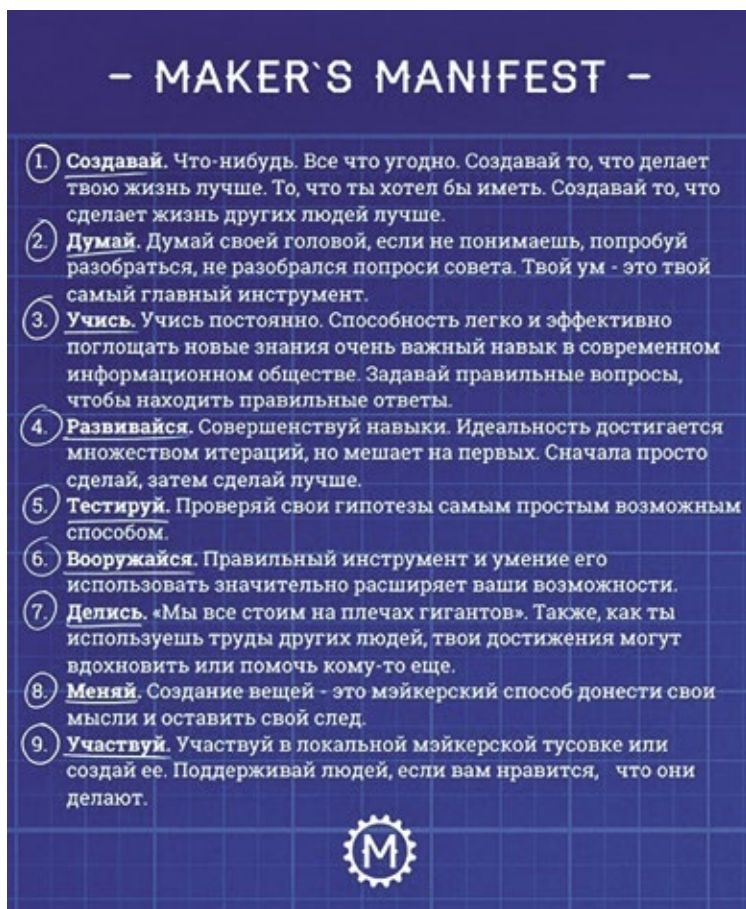 - MAKER`S MANIFEST -
1. Создавай. Что-нибудь. Все что угодно. Создавай то, что делает
твою жизнь лучше. То, что ты хотел бы иметь. Создавай то, что
сделает жизнь других людей лучше.
2. Думай. Думай своей головой, если не понимаешь, попробуй
разобраться, не разобрался попроси совета. Твой ум - это твой
самый главный инструмент.
3. Учись. Учись постоянно. Способность легко и эффективно
поглощать новые знания очень важный навык в современном
информационном обществе. Задавай правильные вопросы,
чтобы находить правильные ответы.
4. Развивайся. Совершенствуй навыки. Идеальность достигается
множеством итераций, но мешает на первых. Сначала просто
сделай, затем сделай лучше.
5. Тестируй. Проверяй свои гипотезы самым простым возможным
способом.
6. Вооружайся. Правильный инструмент и умение его
использовать значительно расширяет ваши возможности.
7. Делись. «Мы все стоим на плечах гигантов». Также, как ты
используешь труды других людей, твои достижения могут
вдохновить или помочь кому-то еще.
8. Меняй. Создание вещей - это мэйкерский способ донести свои
мысли и оставить свой след.
9. Участвуй. Участвуй в локальной мэйкерской тусовке или
создай ее. Поддерживай людей, если вам нравится, что они
делают.
M